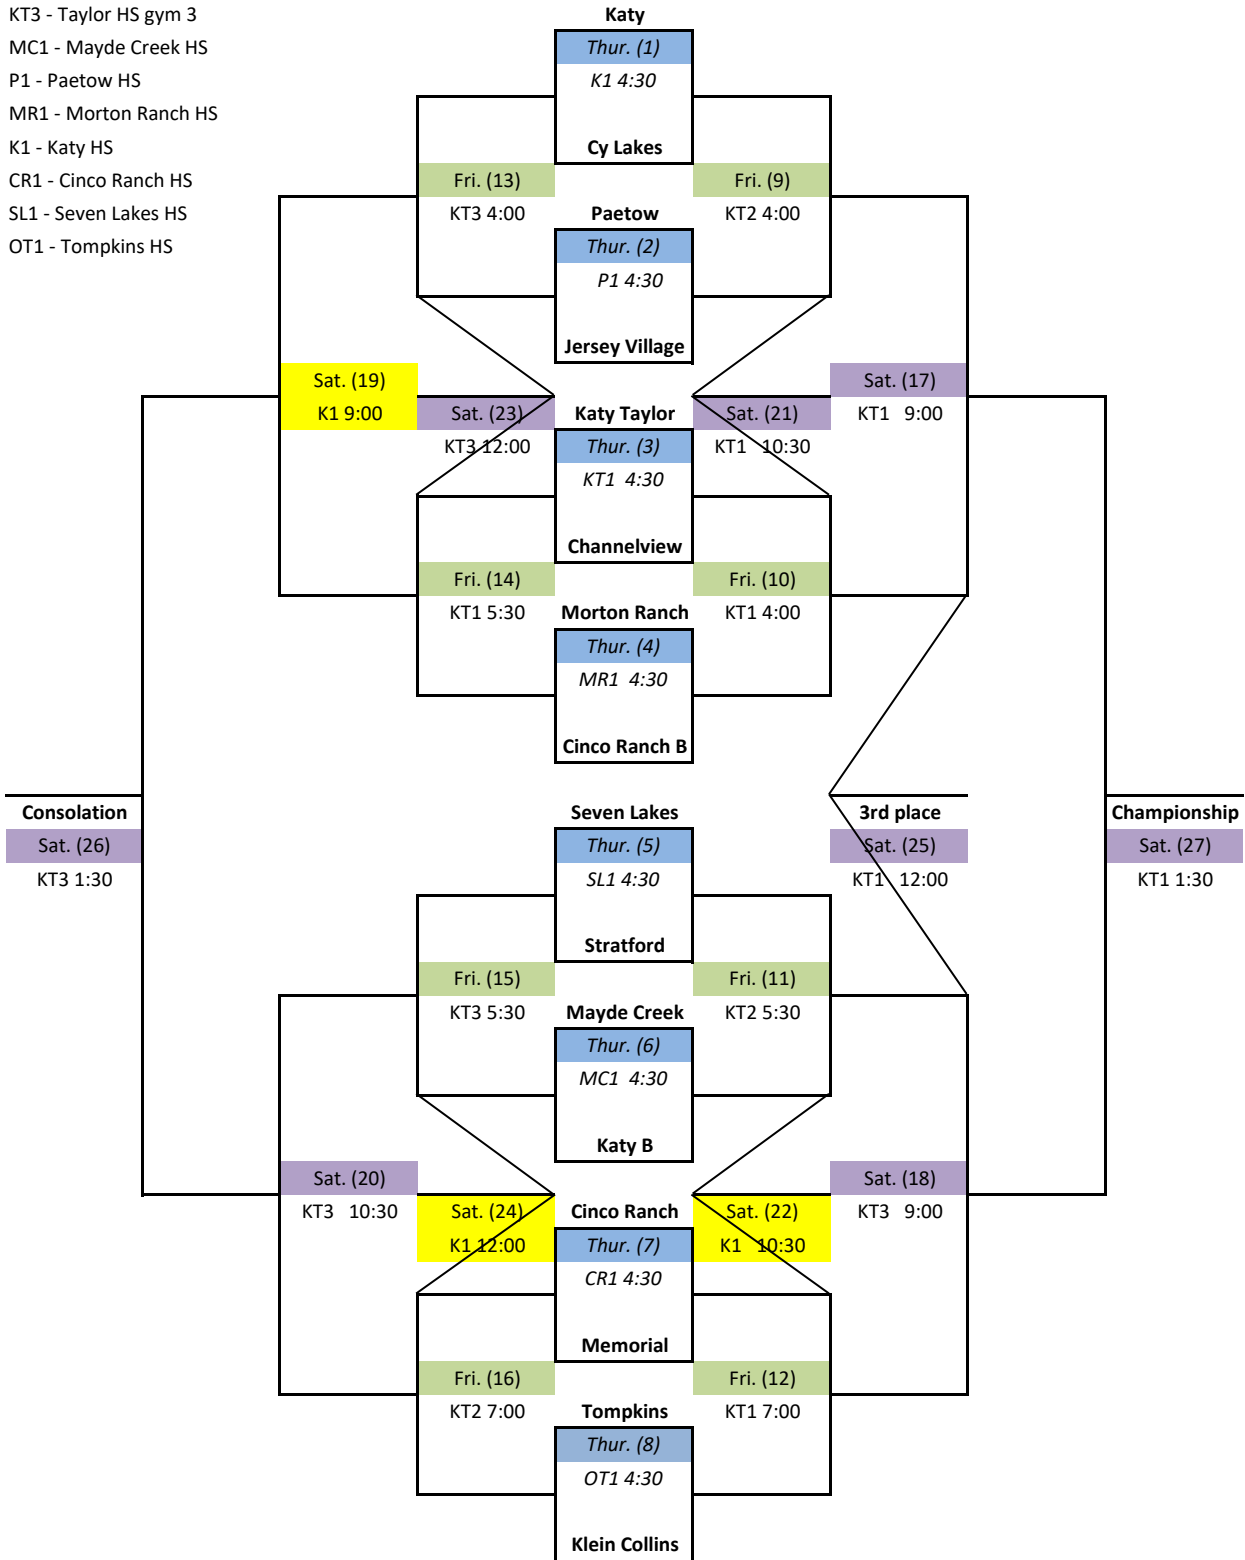 KT3 - Taylor HS gym 3
MC1 - Mayde Creek HS
P1 - Paetow HS
MR1 - Morton Ranch HS
K1 - Katy HS
CR1 - Cinco Ranch HS
SL1 - Seven Lakes HS
OT1 - Tompkins HS
Katy
Thur. (1)
K1 4:30
Cy Lakes
Fri. (13)
KT3 4:00
Fri. (9)
KT2 4:00
Paetow
Thur. (2)
P1 4:30
Jersey Village
Sat. (19)
K1 9:00
Sat. (23)
KT3 12:00
Katy Taylor
Thur. (3)
KT1 4:30
Channelview
Sat. (21)
KT1 10:30
Sat. (17)
KT1 9:00
Fri. (14)
KT1 5:30
Fri. (10)
KT1 4:00
Morton Ranch
Thur. (4)
MR1 4:30
Cinco Ranch B
Consolation
Sat. (26)
KT3 1:30
Seven Lakes
Thur. (5)
SL1 4:30
Stratford
3rd place
Sat. (25)
KT1 12:00
Championship
Sat. (27)
KT1 1:30
Fri. (15)
KT3 5:30
Fri. (11)
KT2 5:30
Mayde Creek
Thur. (6)
MC1 4:30
Katy B
Sat. (20)
KT3 10:30
Sat. (24)
K1 12:00
Cinco Ranch
Thur. (7)
CR1 4:30
Memorial
Sat. (22)
K1 10:30
Sat. (18)
KT3 9:00
Fri. (16)
KT2 7:00
Fri. (12)
KT1 7:00
Tompkins
Thur. (8)
OT1 4:30
Klein Collins